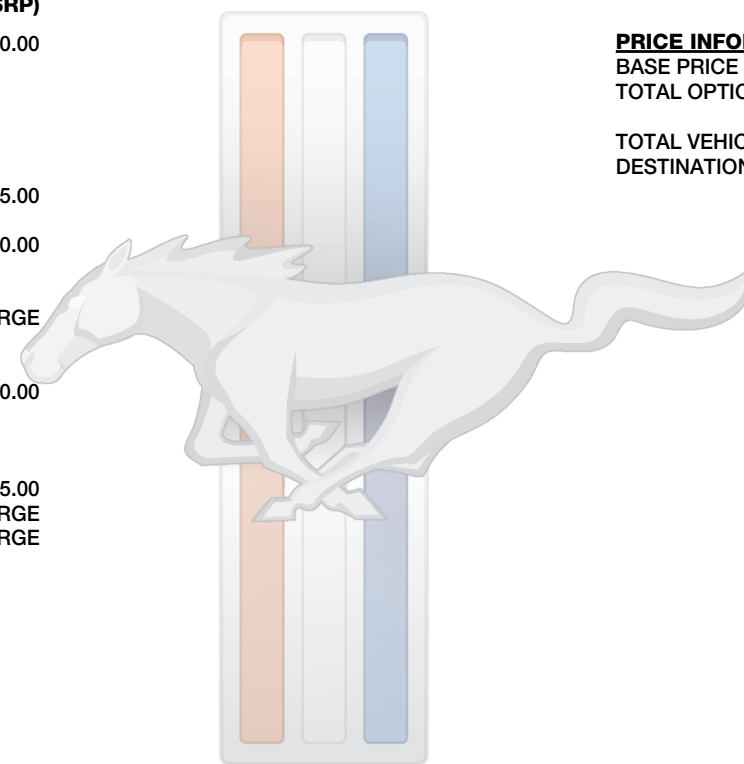 SRP)
0.00
5.00
0.00
RGE
0.00
5.00
RGE
RGE
PRICE INFO
BASE PRICE
TOTAL OPTIO
TOTAL VEHIC
DESTINATION